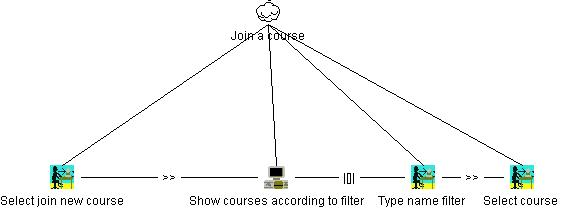 Join a course
>> |[]| >>
Select join new course Show courses according to filter Type name filter Select course